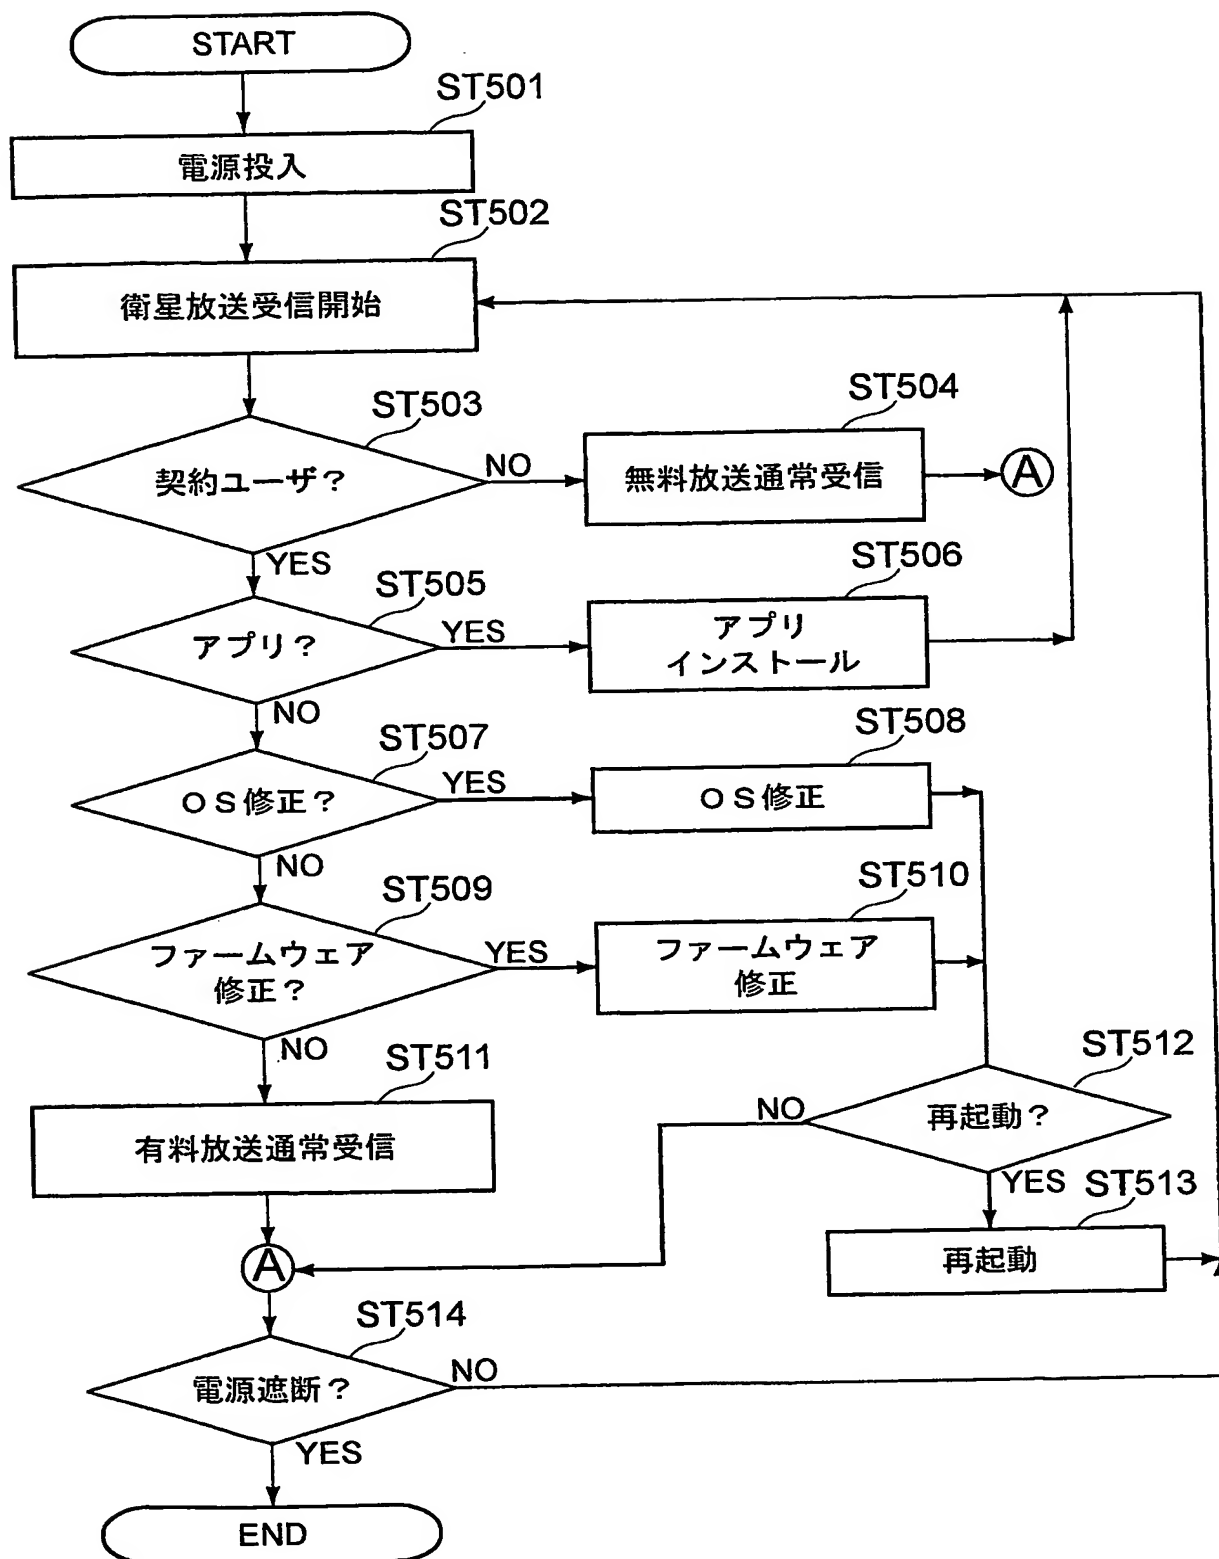 START
ST501
電源投入
ST502
衛星放送受信開始
ST503
契約ユーザ？
NO
ST504
無料放送通常受信
A
YES
ST505
アプリ？
YES
ST506
アプリ
インストール
NO
ST507
ＯＳ修正？
YES
ST508
ＯＳ修正
NO
ST509
ファームウェア
修正？
YES
ST510
ファームウェア
修正
NO
ST511
有料放送通常受信
ST512
再起動？
NO
YES
ST513
再起動
A
ST514
電源遮断？
NO
YES
END